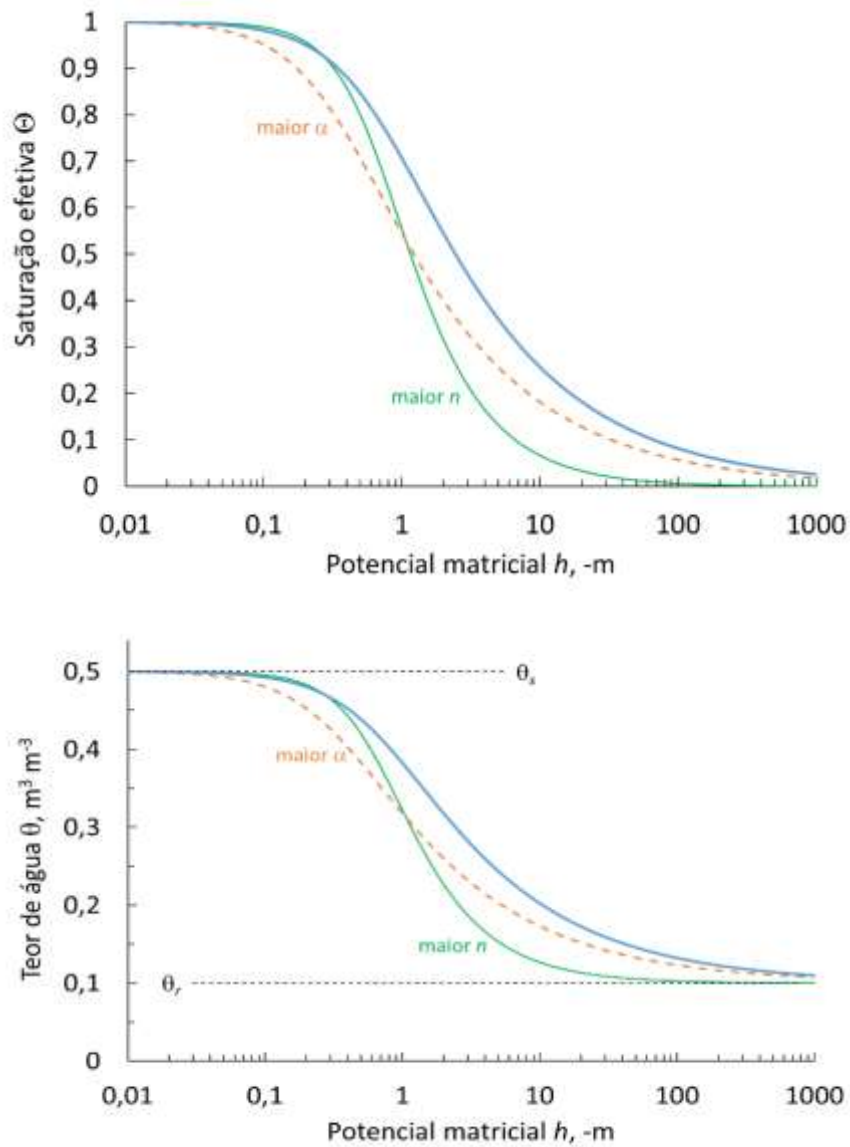 1
0,9
0,8
0,7
0,6
0,5
0,4
0,3
0,2
0,1
0
Saturação efetiva Θ
maior α
maior n
0,01 0,1 1 10 100 1000
Potencial matricial h, -m
0,5
0,4
0,3
0,2
0,1
0
Teor de água θ, m³ m⁻³
θₛ
maior α
maior n
θᵣ
0,01 0,1 1 10 100 1000
Potencial matricial h, -m